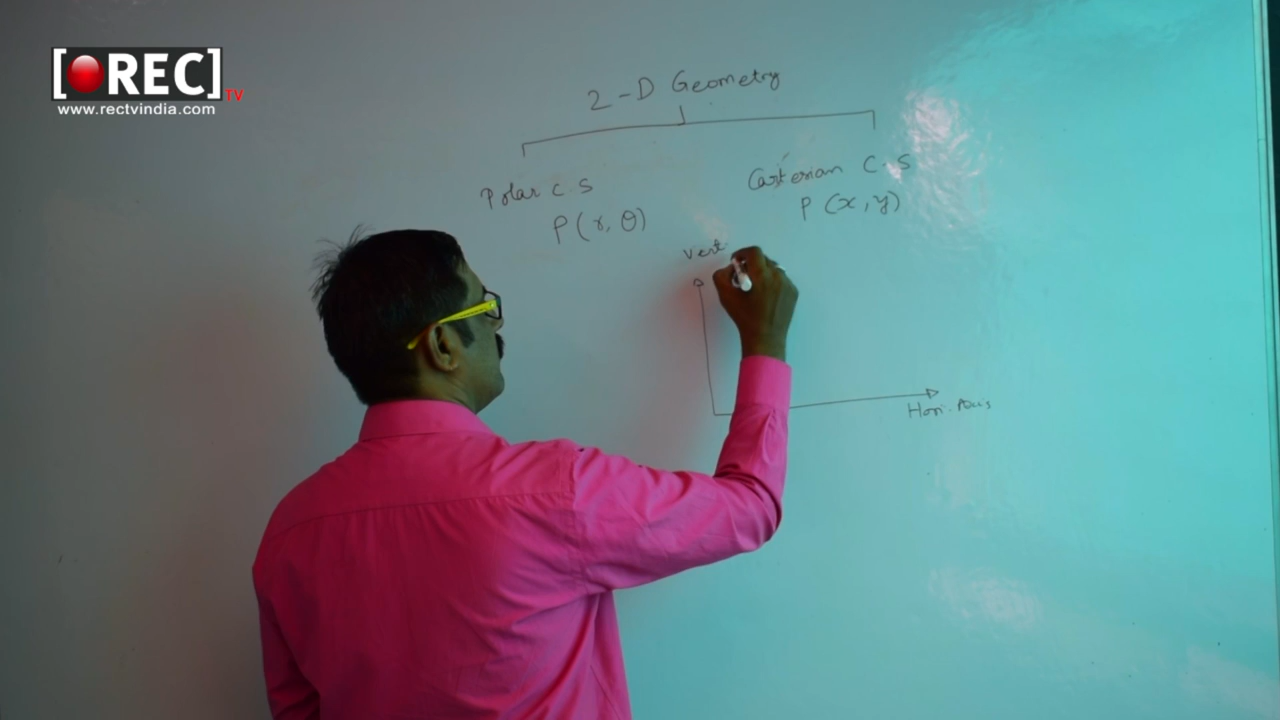 [REC]
TV
www.rectvindia.com
2-D Geometry
Polar C.S
P(r, θ)
Cartesian C.S
P (x, y)
Vert
Hori. Axis